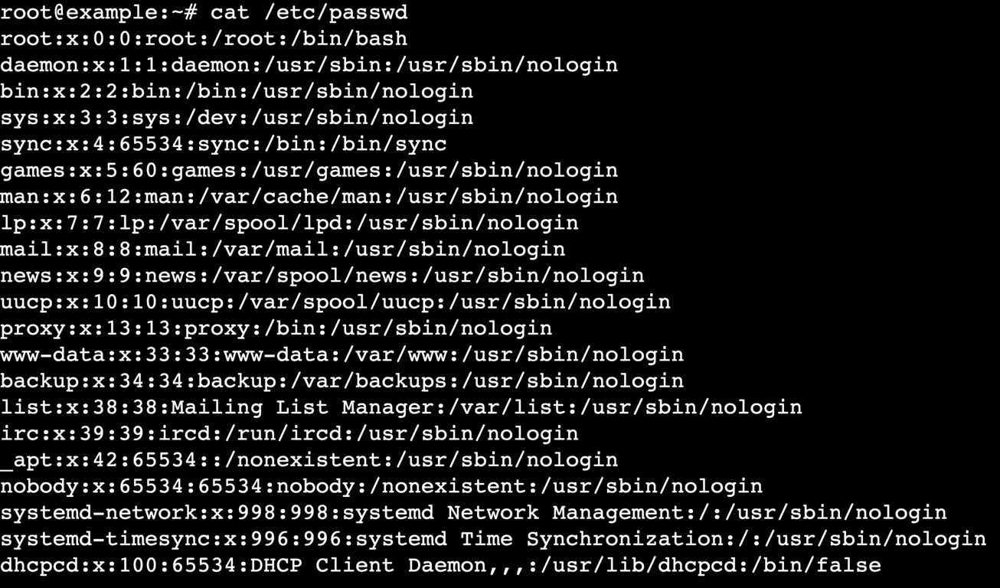 root@example:~# cat /etc/passwd
root:x:0:0:root:/root:/bin/bash
daemon:x:1:1:daemon:/usr/sbin:/usr/sbin/nologin
bin:x:2:2:bin:/bin:/usr/sbin/nologin
sys:x:3:3:sys:/dev:/usr/sbin/nologin
sync:x:4:65534:sync:/bin:/bin/sync
games:x:5:60:games:/usr/games:/usr/sbin/nologin
man:x:6:12:man:/var/cache/man:/usr/sbin/nologin
lp:x:7:7:lp:/var/spool/lpd:/usr/sbin/nologin
mail:x:8:8:mail:/var/mail:/usr/sbin/nologin
news:x:9:9:news:/var/spool/news:/usr/sbin/nologin
uucp:x:10:10:uucp:/var/spool/uucp:/usr/sbin/nologin
proxy:x:13:13:proxy:/bin:/usr/sbin/nologin
www-data:x:33:33:www-data:/var/www:/usr/sbin/nologin
backup:x:34:34:backup:/var/backups:/usr/sbin/nologin
list:x:38:38:Mailing List Manager:/var/list:/usr/sbin/nologin
irc:x:39:39:ircd:/run/ircd:/usr/sbin/nologin
_apt:x:42:65534::/nonexistent:/usr/sbin/nologin
nobody:x:65534:65534:nobody:/nonexistent:/usr/sbin/nologin
systemd-network:x:998:998:systemd Network Management:/:/usr/sbin/nologin
systemd-timesync:x:996:996:systemd Time Synchronization:/:/usr/sbin/nologin
dhcpcd:x:100:65534:DHCP Client Daemon,,,:/usr/lib/dhcpcd:/bin/false